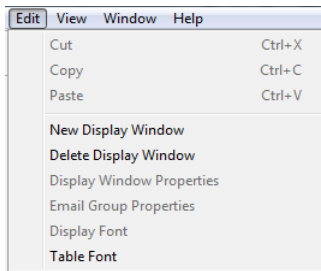 Edit View Window Help
Cut Ctrl+X
Copy Ctrl+C
Paste Ctrl+V
New Display Window
Delete Display Window
Display Window Properties
Email Group Properties
Display Font
Table Font